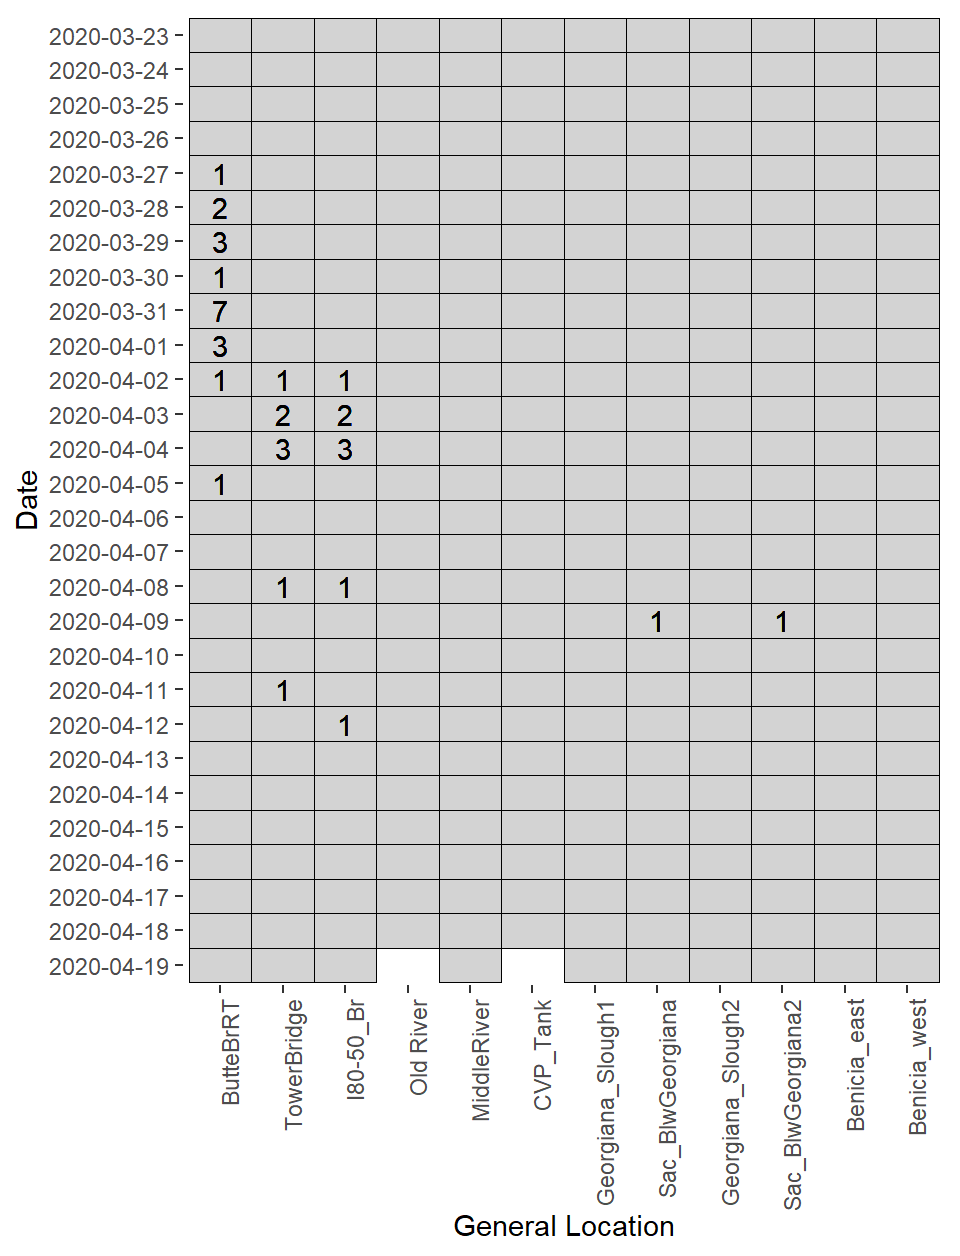 2020-03-23
2020-03-24
2020-03-25
2020-03-26
2020-03-27 1
2020-03-28 2
2020-03-29 3
2020-03-30 1
2020-03-31 7
2020-04-01 3
2020-04-02 1 1 1
2020-04-03 2 2
2020-04-04 3 3
2020-04-05 1
2020-04-06
2020-04-07
2020-04-08 1 1
2020-04-09 1 1
2020-04-10
2020-04-11 1
2020-04-12 1
2020-04-13
2020-04-14
2020-04-15
2020-04-16
2020-04-17
2020-04-18
2020-04-19
Date
ButteBrRT
TowerBridge
I80-50_Br
Old River
MiddleRiver
CVP_Tank
Georgiana_Slough1
Sac_BlwGeorgiana
Georgiana_Slough2
Sac_BlwGeorgiana2
Benicia_east
Benicia_west
General Location